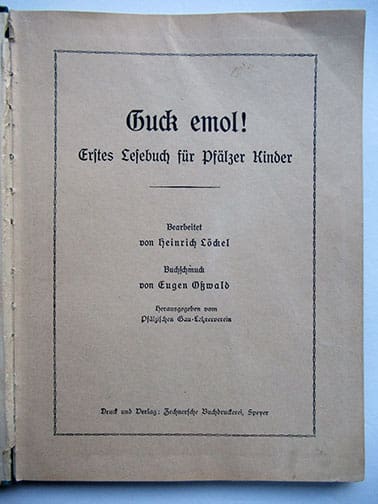 Guck emol!
Erstes Lesebuch für Pfälzer Kinder
Bearbeitet
von Heinrich Löckel
Buchschmuck
von Eugen Oßwald
Herausgegeben vom
Pfälzischen Gau-Lehrerverein
Druck und Verlag: Zechnersche Buchdruckerei, Speyer